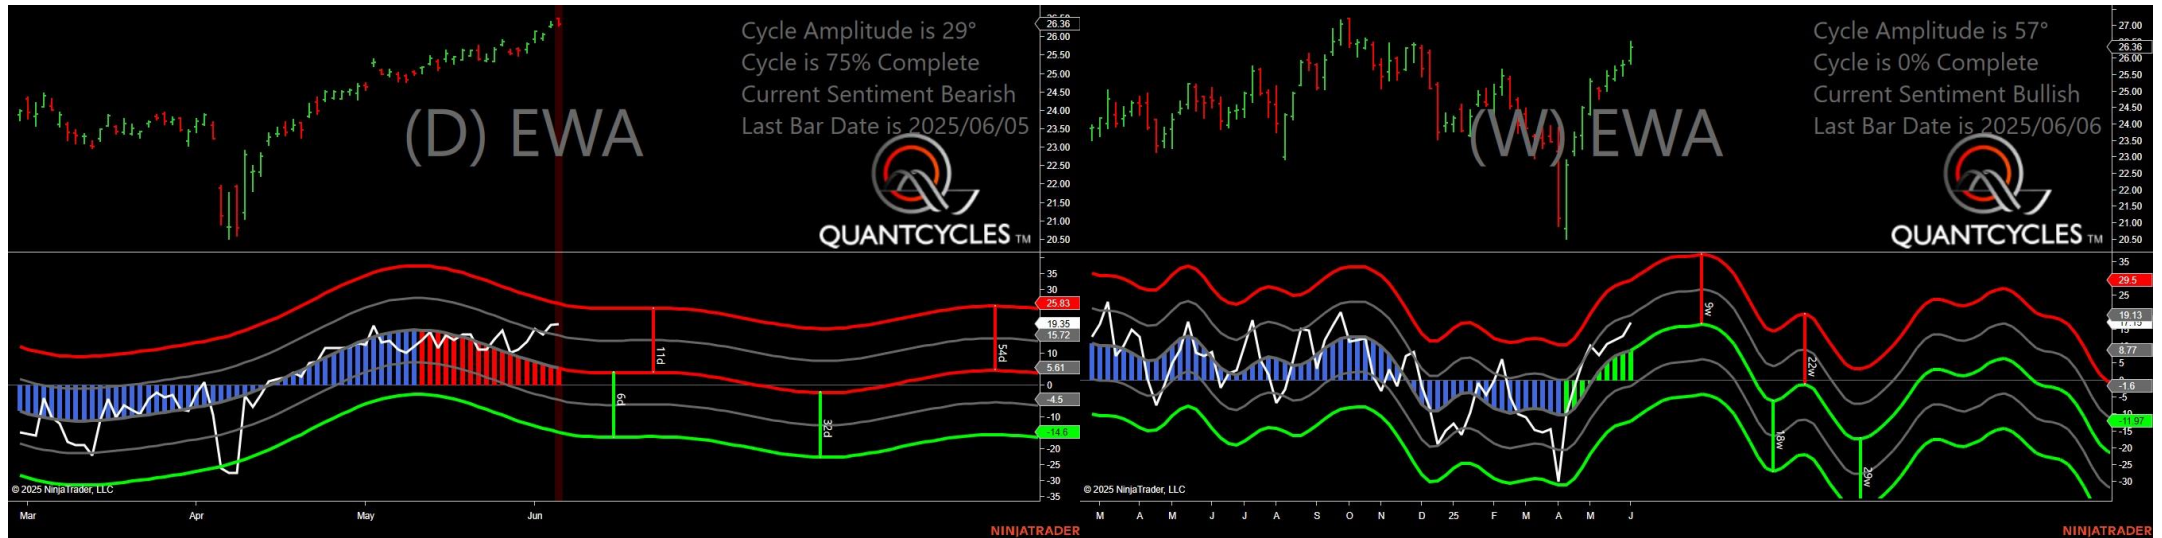 Cycle Amplitude is 29°
Cycle is 75% Complete
Current Sentiment Bearish
Last Bar Date is 2025/06/05
(D) EWA
QUANTCYCLES TM
26.36
26.00
25.50
25.00
24.50
24.00
23.50
23.00
22.50
22.00
21.50
21.00
20.50
35
30
25.83
19.35
15.72
10
5.61
0
-4.5
-10
-14.6
-20
-25
-30
-35
11d
54d
6d
32d
© 2025 NinjaTrader, LLC
Mar Apr May Jun
NINJATRADER
Cycle Amplitude is 57°
Cycle is 0% Complete
Current Sentiment Bullish
Last Bar Date is 2025/06/06
(W) EWA
QUANTCYCLES TM
27.00
26.36
26.00
25.50
25.00
24.50
24.00
23.50
23.00
22.50
22.00
21.50
21.00
20.50
35
29.5
25
19.13
17.15
15
8.77
5
-1.6
-5
-11.97
-15
-20
-25
-30
9w
22w
18w
29w
© 2025 NinjaTrader, LLC
M A M J J A S O N D 25 F M A M J
NINJATRADER